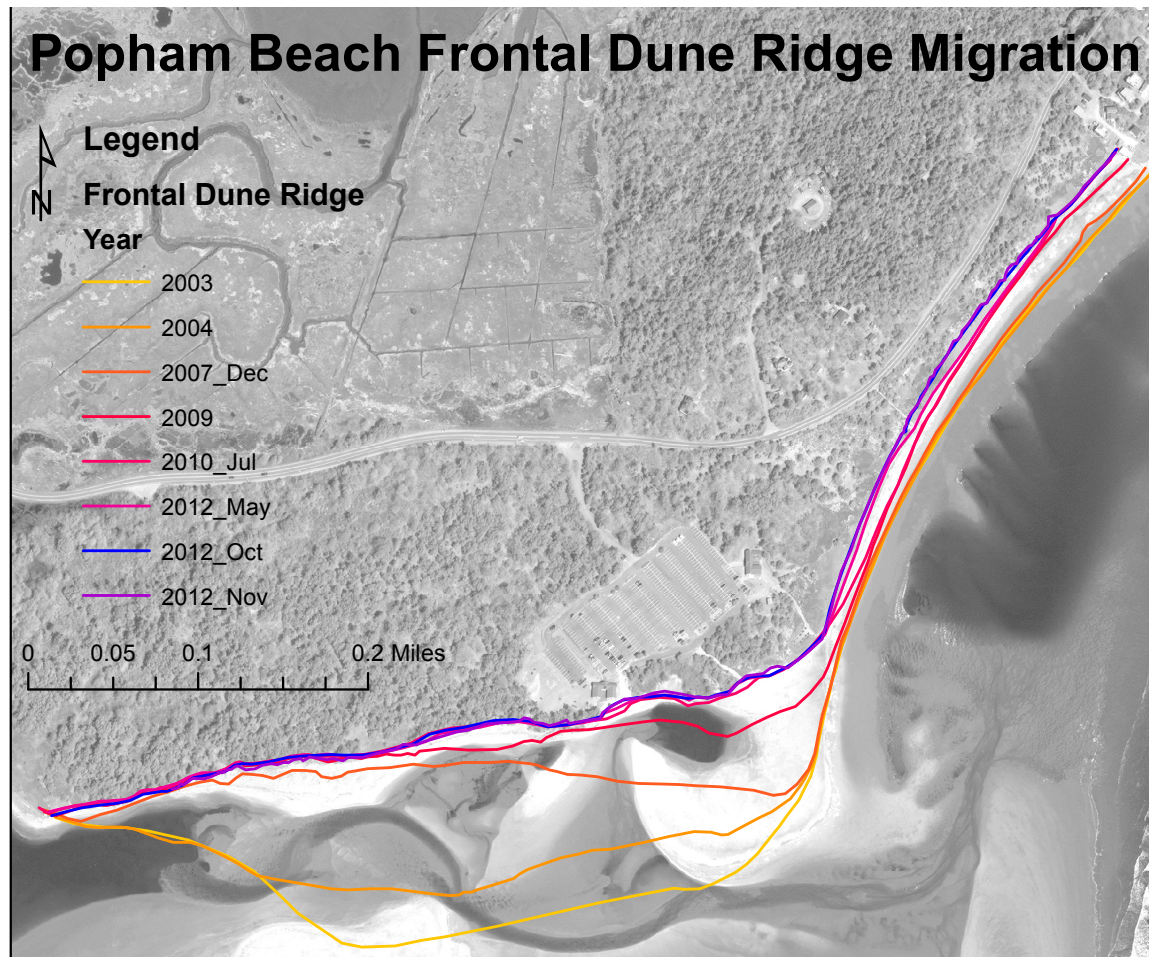 Popham Beach Frontal Dune Ridge Migration
N
Legend
Frontal Dune Ridge
Year
2003
2004
2007_Dec
2009
2010_Jul
2012_May
2012_Oct
2012_Nov
0 0.05 0.1 0.2 Miles